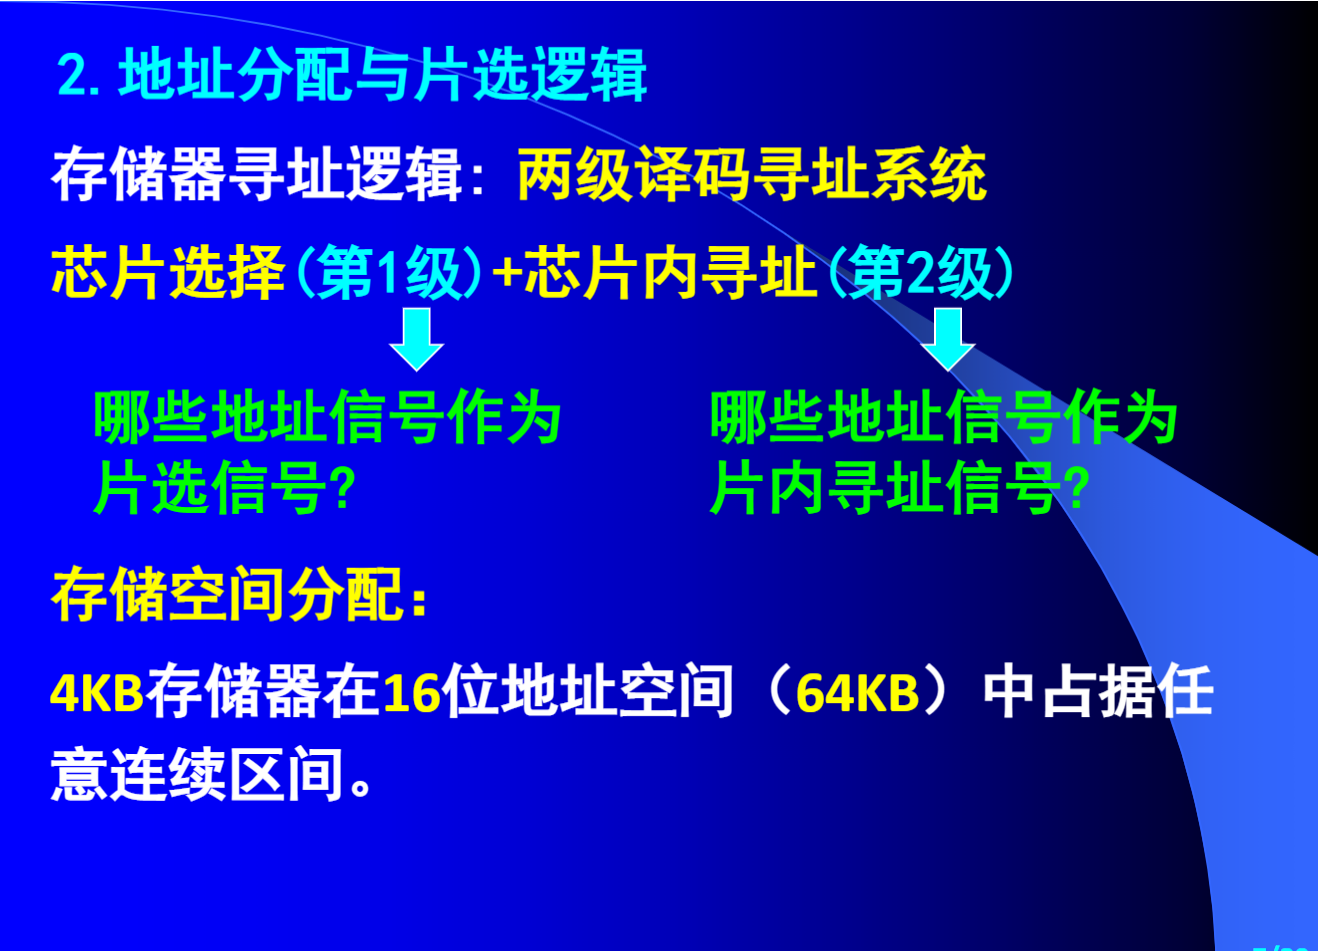 2.地址分配与片选逻辑
存储器寻址逻辑：两级译码寻址系统
芯片选择(第1级)+芯片内寻址(第2级)
哪些地址信号作为
片选信号?
哪些地址信号作为
片内寻址信号?
存储空间分配：
4KB存储器在16位地址空间（64KB）中占据任
意连续区间。